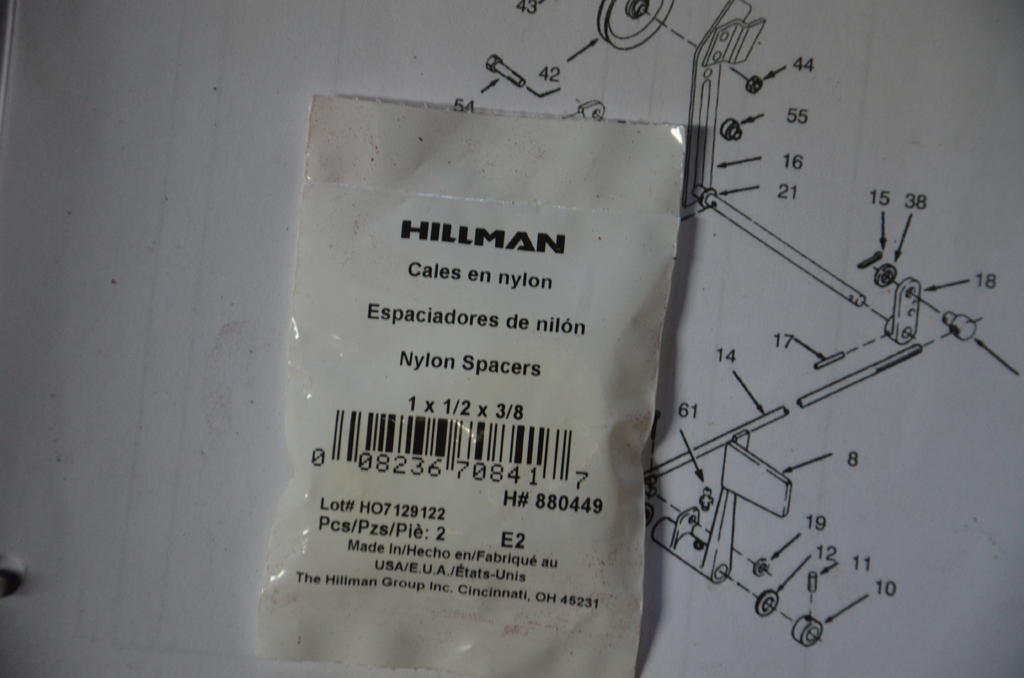 43
42
44
54
55
16
21
15
38
18
17
14
61
8
19
12
11
10
HILLMAN
Cales en nylon
Espaciadores de nilón
Nylon Spacers
1 x 1/2 x 3/8
0 08236 70841 7
H# 880449
Lot# HO7129122
Pcs/Pzs/Piè: 2 E2
Made In/Hecho en/Fabriqué au
USA/E.U.A./États-Unis
The Hillman Group Inc. Cincinnati, OH 45231